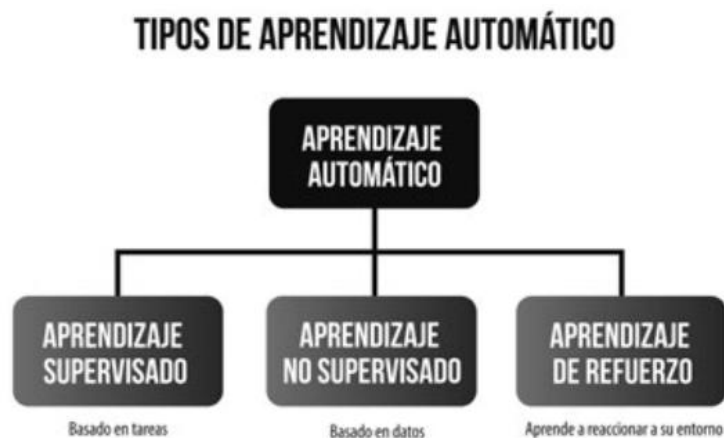 TIPOS DE APRENDIZAJE AUTOMÁTICO
APRENDIZAJE
AUTOMÁTICO
APRENDIZAJE
SUPERVISADO
APRENDIZAJE
NO SUPERVISADO
APRENDIZAJE
DE REFUERZO
Basado en tareas
Basado en datos
Aprende a reaccionar a su entorno